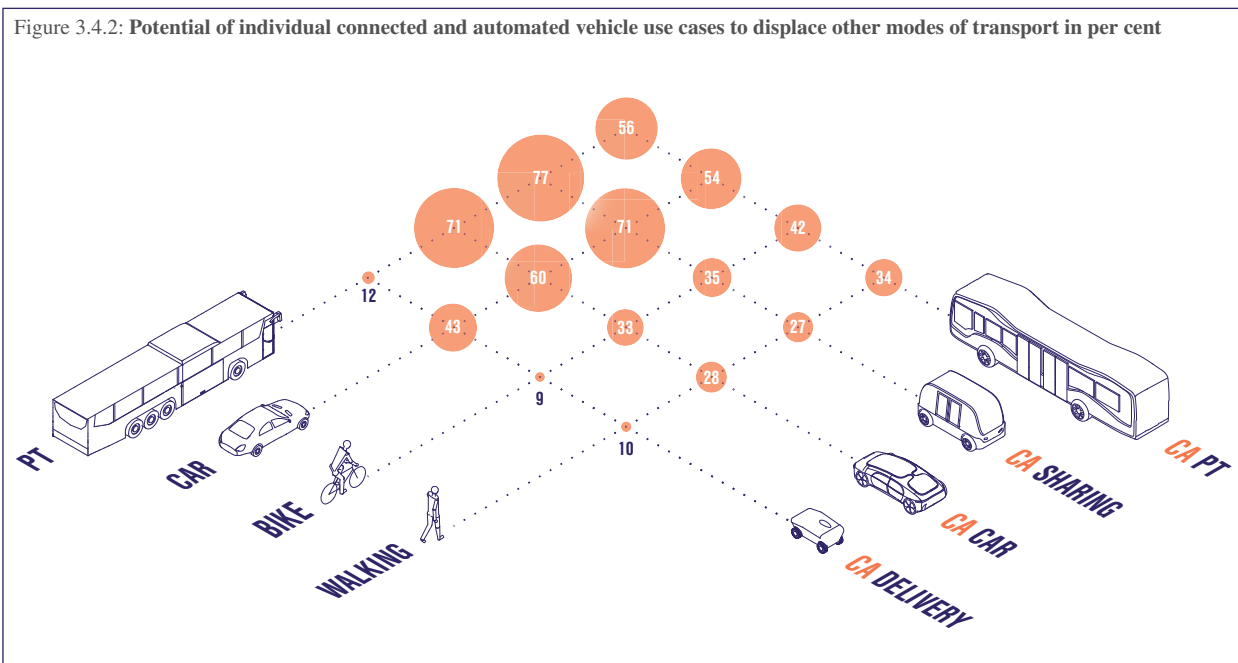 Figure 3.4.2: Potential of individual connected and automated vehicle use cases to displace other modes of transport in per cent
56
77
54
71
71
42
12
60
35
34
43
33
27
9
28
10
PT
CAR
BIKE
WALKING
CA PT
CA SHARING
CA CAR
CA DELIVERY